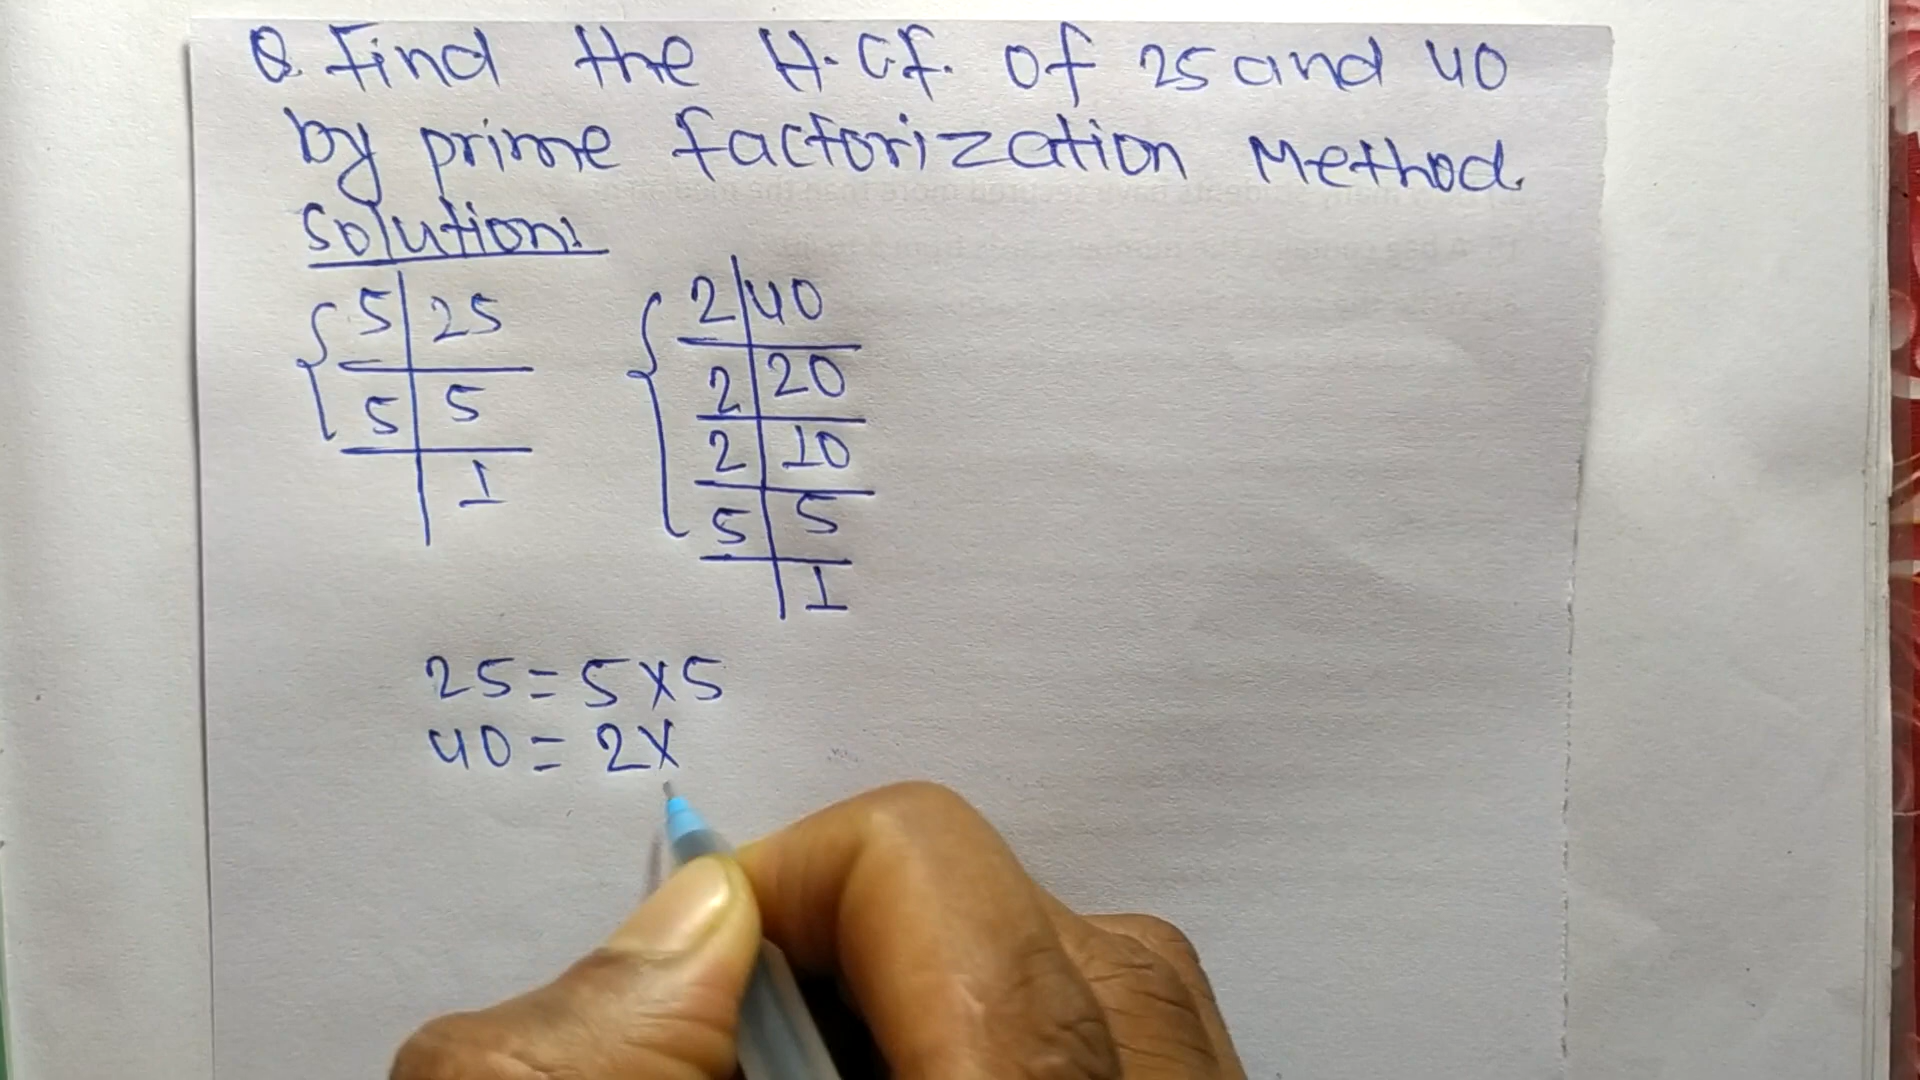 Q. Find the H.C.F. of 25 and 40
by prime factorization Method.
Solution:
5 | 25
5 | 5
1
2 | 40
2 | 20
2 | 10
5 | 5
1
25 = 5 × 5
40 = 2 ×